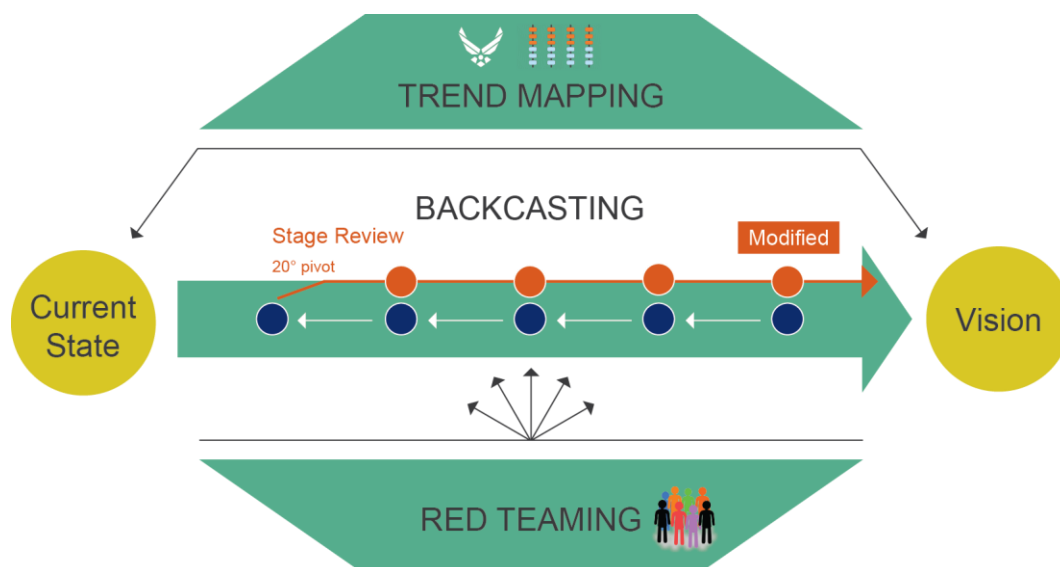 TREND MAPPING
BACKCASTING
Stage Review
Modified
20° pivot
Current
State
Vision
RED TEAMING